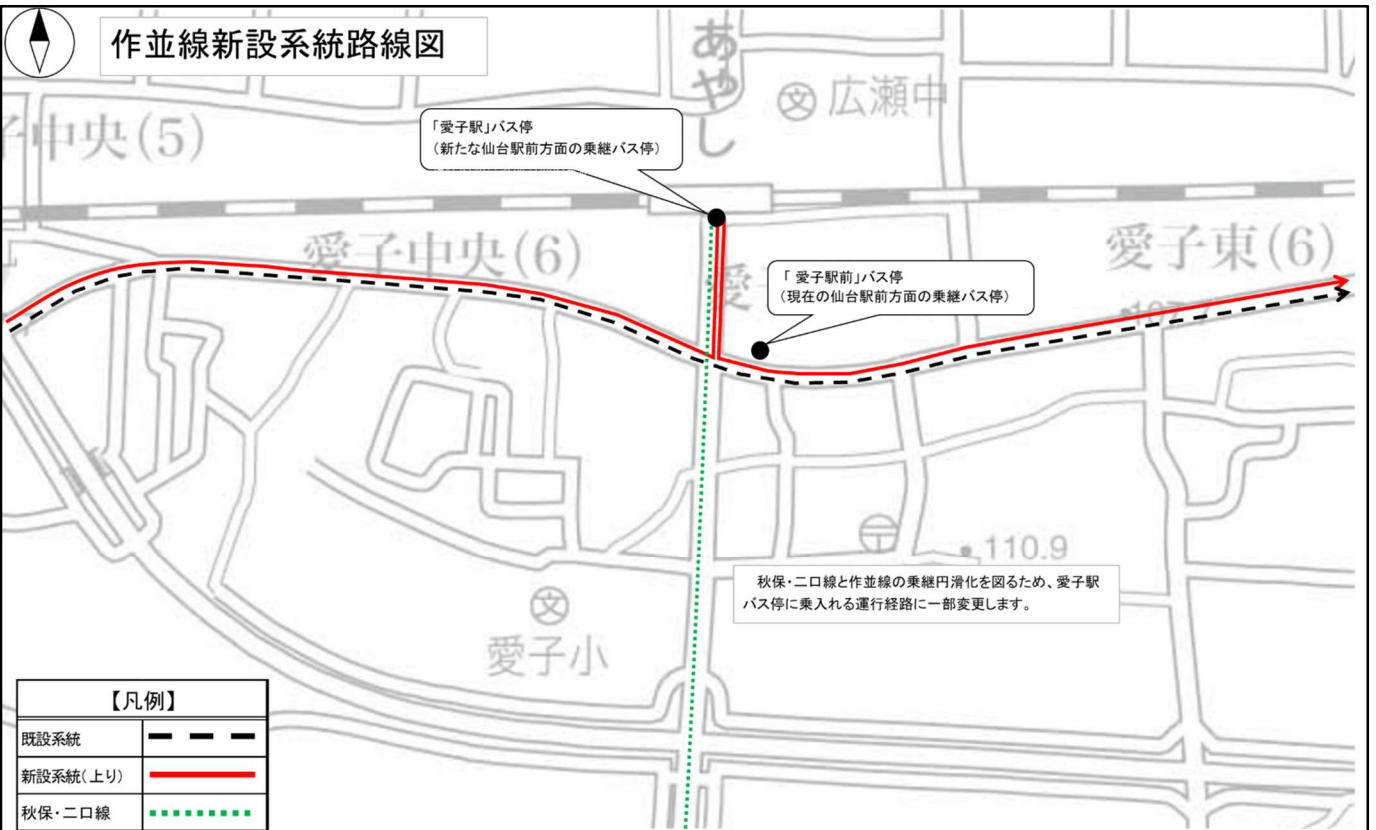 作並線新設系統路線図
あやし
広瀬中
子中央(5)
「愛子駅」バス停
(新たな仙台駅前方面の乗継バス停)
愛子中央(6)
愛子東(6)
愛
「 愛子駅前」バス停
(現在の仙台駅前方面の乗継バス停)
107.7
110.9
秋保・二口線と作並線の乗継円滑化を図るため、愛子駅
バス停に乗入れる運行経路に一部変更します。
愛子小
【凡例】
既設系統
新設系統(上り)
秋保・二口線